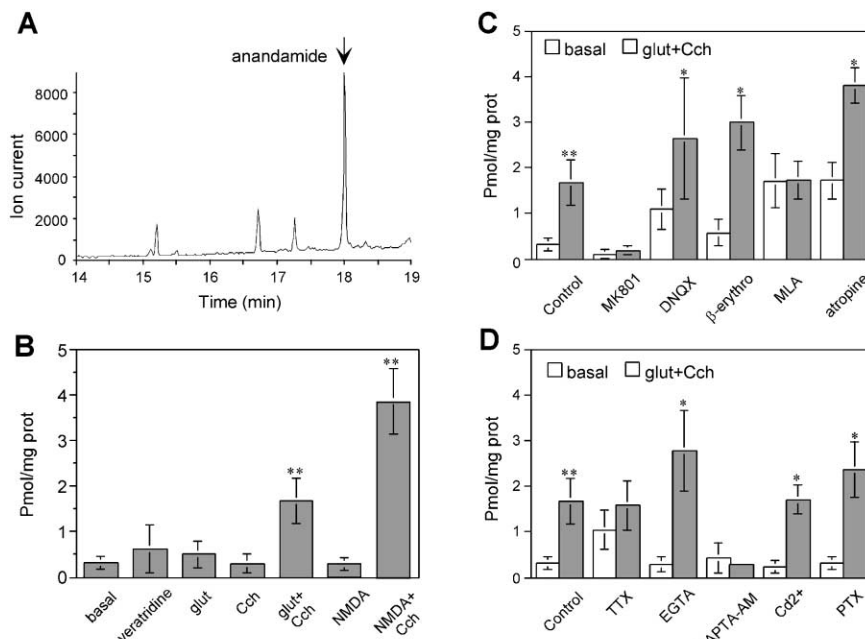 A
anandamide
Ion current
8000
6000
4000
2000
0
14
15
16
17
18
19
Time (min)
B
Pmol/mg prot
5
4
3
2
1
0
**
**
basal
veratridine
glut
Cch
glut+
Cch
NMDA
NMDA+
Cch
C
basal
glut+Cch
Pmol/mg prot
5
4
3
2
1
0
**
*
*
*
Control
MK801
DNQX
β-erythro
MLA
atropine
D
basal
glut+Cch
Pmol/mg prot
5
4
3
2
1
0
**
*
*
*
Control
TTX
EGTA
APTA-AM
Cd2+
PTX